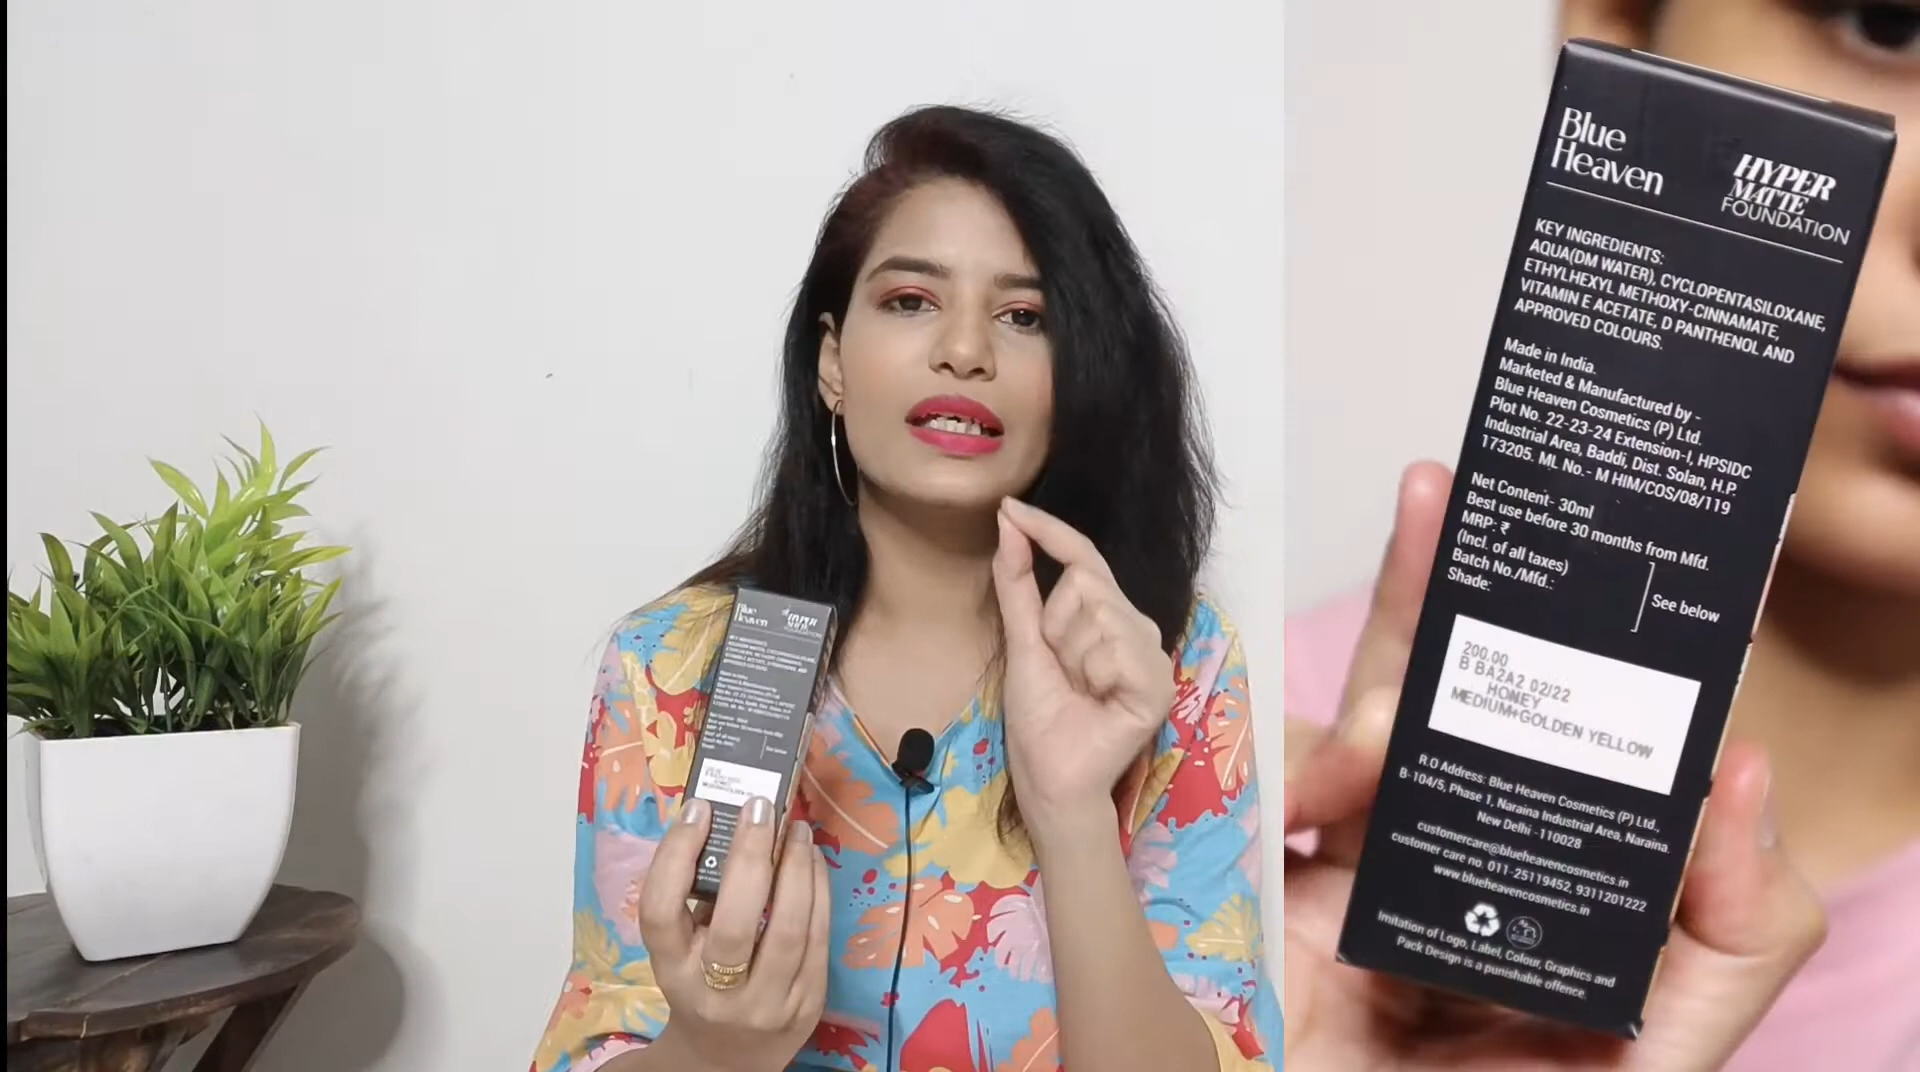 Blue
Heaven
HYPER
MATTE
FOUNDATION
KEY INGREDIENTS:
AQUA(DM WATER), CYCLOPENTASILOXANE,
ETHYLHEXYL METHOXY-CINNAMATE,
VITAMIN E ACETATE, D PANTHENOL AND
APPROVED COLOURS.
Made in India.
Marketed & Manufactured by -
Blue Heaven Cosmetics (P) Ltd.
Plot No. 22-23-24 Extension-I, HPSIDC
Industrial Area, Baddi, Dist. Solan, H.P.
173205. ML No.- M HIM/COS/08/119
Net Content- 30ml
Best use before 30 months from Mfd.
MRP: ₹
(Incl. of all taxes)
Batch No./Mfd.:
Shade:
See below
200.00
B BA2A2 02/22
HONEY
MEDIUM+GOLDEN YELLOW
R.O Address: Blue Heaven Cosmetics (P) Ltd.,
B-104/5, Phase 1, Naraina Industrial Area, Naraina.
New Delhi -110028
customercare@blueheavencosmetics.in
customer care no. 011-25119452, 9311201222
www.blueheavencosmetics.in
Imitation of Logo, Label, Colour, Graphics and
Pack Design is a punishable offence.
Blue
Heaven
HYPER
MATTE
FOUNDATION